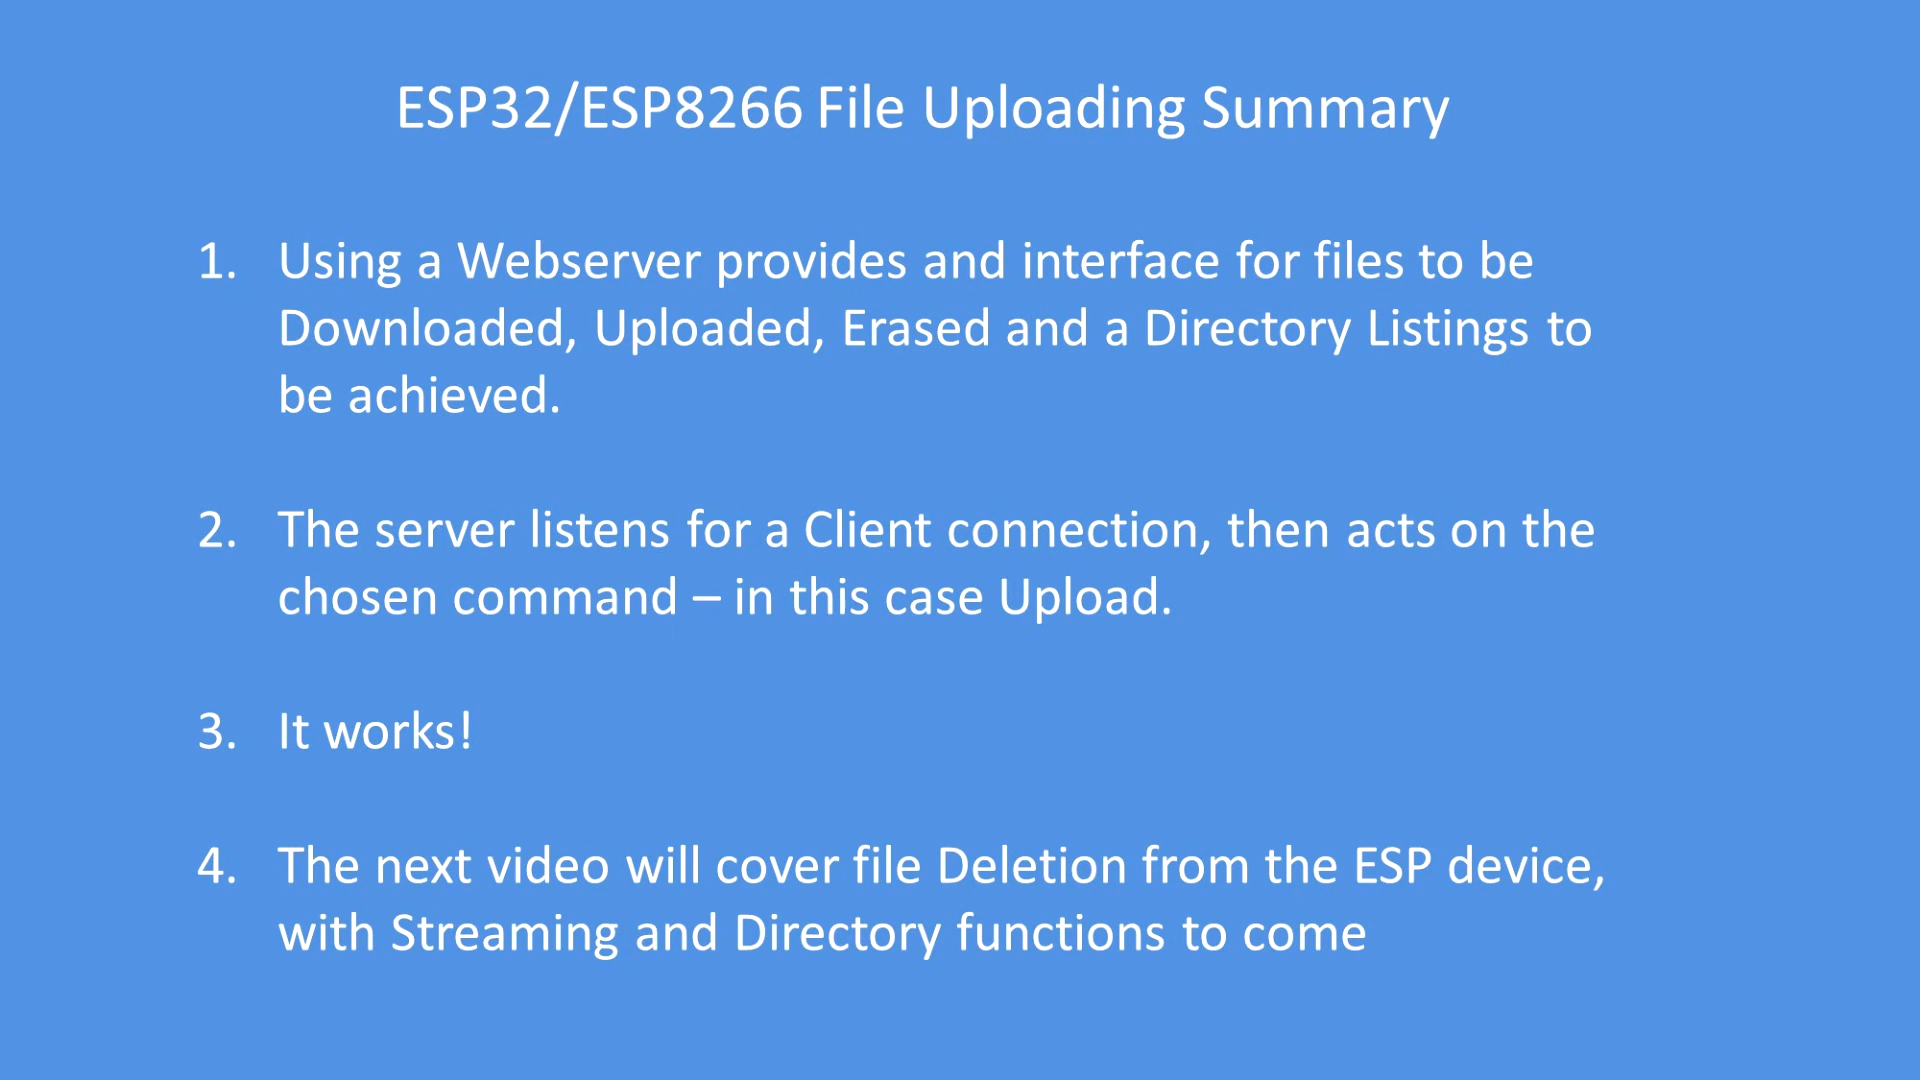 ESP32/ESP8266 File Uploading Summary
1. Using a Webserver provides and interface for files to be
Downloaded, Uploaded, Erased and a Directory Listings to
be achieved.
2. The server listens for a Client connection, then acts on the
chosen command – in this case Upload.
3. It works!
4. The next video will cover file Deletion from the ESP device,
with Streaming and Directory functions to come